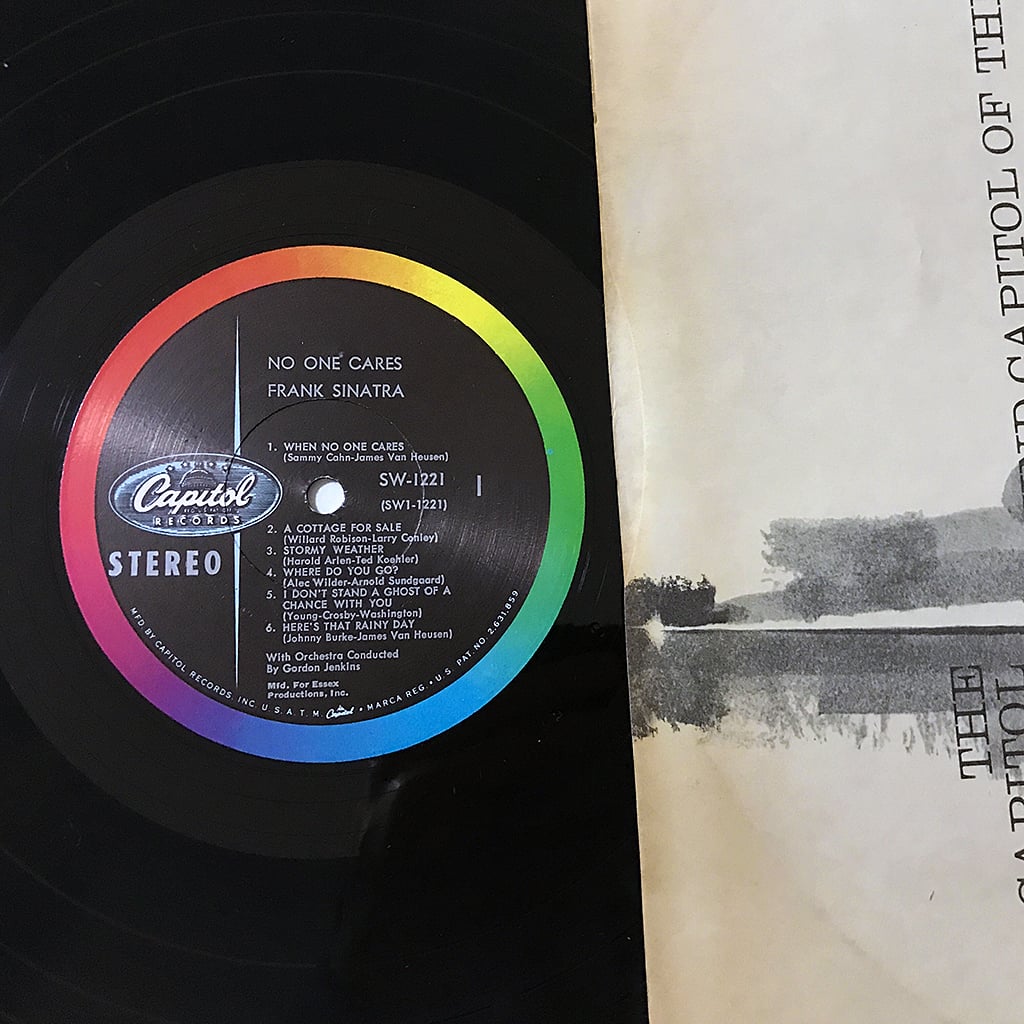 NO ONE CARES
FRANK SINATRA
1. WHEN NO ONE CARES
(Sammy Cahn-James Van Heusen)
SW-1221
1
(SW1-1221)
Capitol
RECORDS
STEREO
2. A COTTAGE FOR SALE
(Willard Robison-Larry Conley)
3. STORMY WEATHER
(Harold Arlen-Ted Koehler)
4. WHERE DO YOU GO?
(Alec Wilder-Arnold Sundgaard)
5. I DON'T STAND A GHOST OF A
CHANCE WITH YOU
(Young-Crosby-Washington)
6. HERE'S THAT RAINY DAY
(Johnny Burke-James Van Heusen)
With Orchestra Conducted
By Gordon Jenkins
Mfd. For Essex
Productions, Inc.
MFD BY CAPITOL RECORDS, INC. U.S.A. T.M. Capitol • MARCA REG. • U.S. PAT. NO. 2,631,859
CAPITOL OF THE
THE
CAPITOL